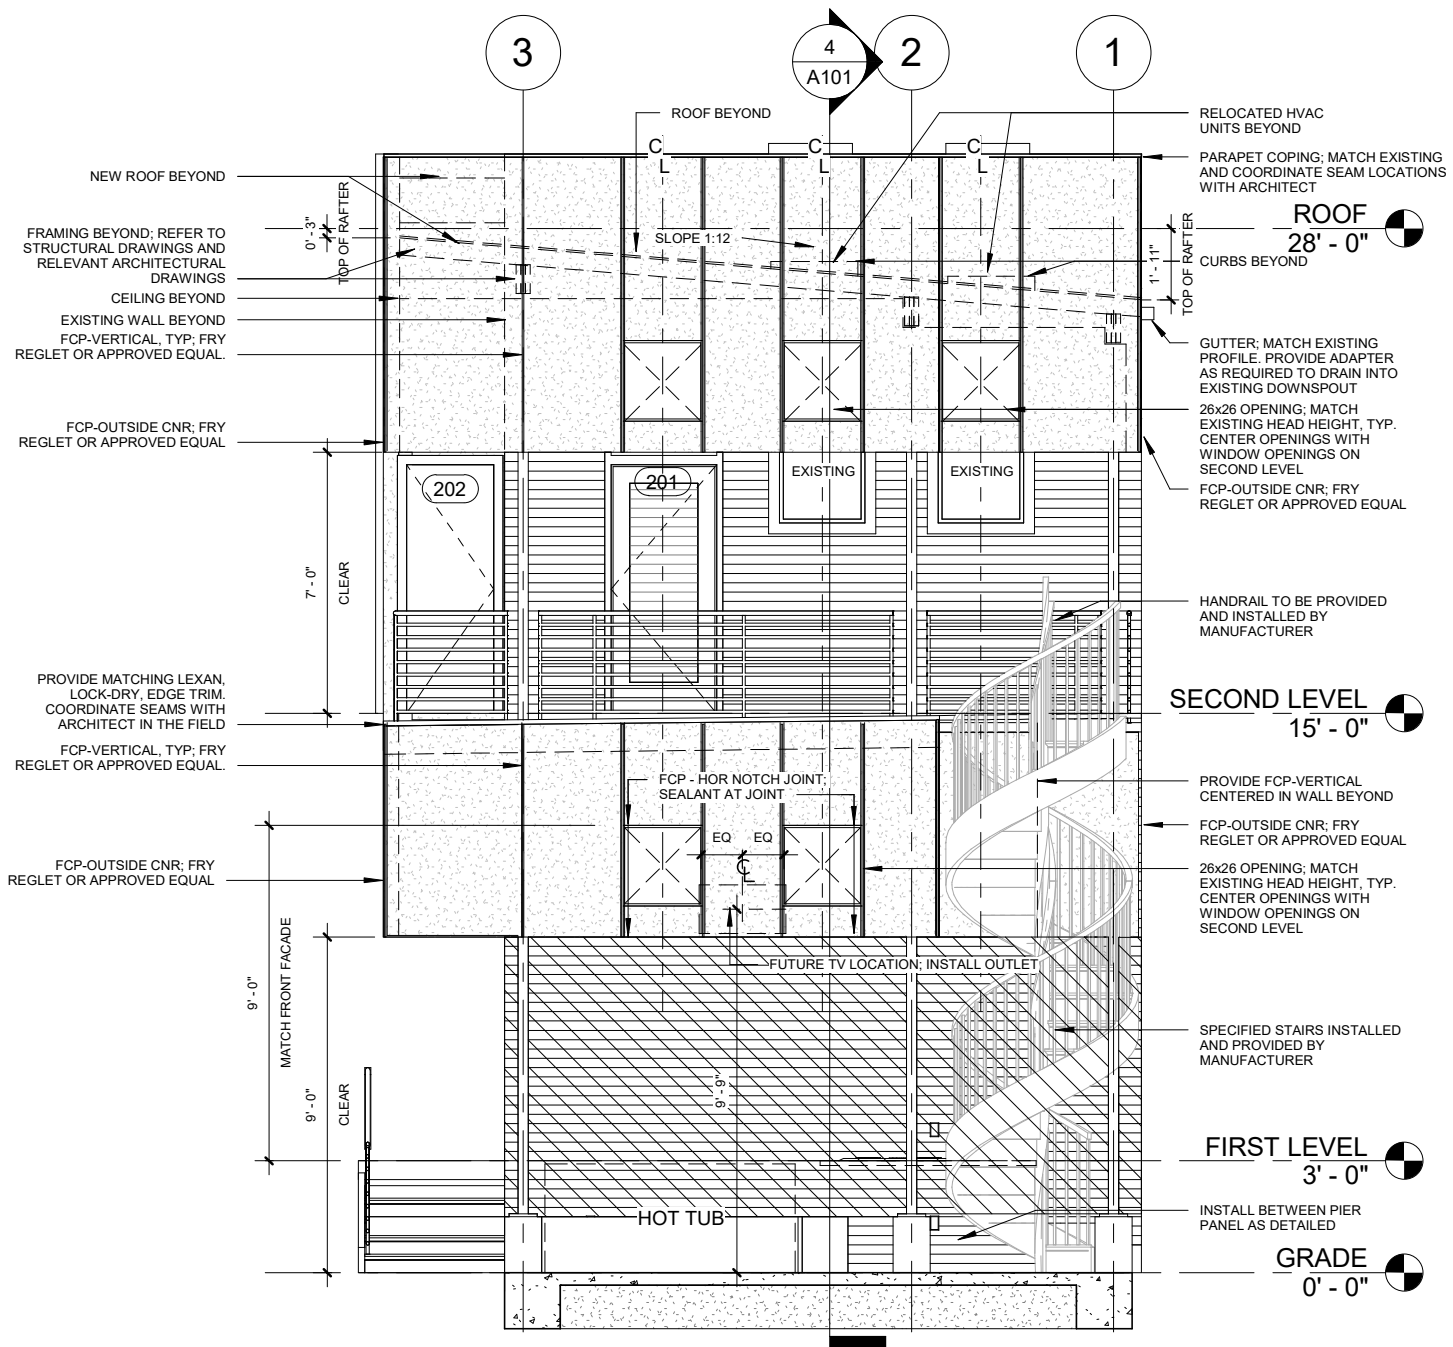 3
4
A101
2
1
ROOF BEYOND
RELOCATED HVAC
UNITS BEYOND
C
L
C
L
C
L
PARAPET COPING; MATCH EXISTING
AND COORDINATE SEAM LOCATIONS
WITH ARCHITECT
NEW ROOF BEYOND
0' - 3"
TOP OF RAFTER
ROOF
28' - 0"
FRAMING BEYOND; REFER TO
STRUCTURAL DRAWINGS AND
RELEVANT ARCHITECTURAL
DRAWINGS
SLOPE 1:12
1' - 11"
TOP OF RAFTER
CURBS BEYOND
CEILING BEYOND
EXISTING WALL BEYOND
FCP-VERTICAL, TYP; FRY
REGLET OR APPROVED EQUAL.
GUTTER; MATCH EXISTING
PROFILE. PROVIDE ADAPTER
AS REQUIRED TO DRAIN INTO
EXISTING DOWNSPOUT
26x26 OPENING; MATCH
EXISTING HEAD HEIGHT, TYP.
CENTER OPENINGS WITH
WINDOW OPENINGS ON
SECOND LEVEL
FCP-OUTSIDE CNR; FRY
REGLET OR APPROVED EQUAL
EXISTING
EXISTING
202
201
FCP-OUTSIDE CNR; FRY
REGLET OR APPROVED EQUAL
7' - 0"
CLEAR
HANDRAIL TO BE PROVIDED
AND INSTALLED BY
MANUFACTURER
PROVIDE MATCHING LEXAN,
LOCK-DRY, EDGE TRIM.
COORDINATE SEAMS WITH
ARCHITECT IN THE FIELD
SECOND LEVEL
15' - 0"
FCP-VERTICAL, TYP; FRY
REGLET OR APPROVED EQUAL.
FCP - HOR NOTCH JOINT;
SEALANT AT JOINT
PROVIDE FCP-VERTICAL
CENTERED IN WALL BEYOND
FCP-OUTSIDE CNR; FRY
REGLET OR APPROVED EQUAL
EQ
EQ
C
L
FCP-OUTSIDE CNR; FRY
REGLET OR APPROVED EQUAL
26x26 OPENING; MATCH
EXISTING HEAD HEIGHT, TYP.
CENTER OPENINGS WITH
WINDOW OPENINGS ON
SECOND LEVEL
FUTURE TV LOCATION; INSTALL OUTLET
9' - 0"
MATCH FRONT FACADE
9' - 0"
CLEAR
9' - 9"
SPECIFIED STAIRS INSTALLED
AND PROVIDED BY
MANUFACTURER
FIRST LEVEL
3' - 0"
HOT TUB
INSTALL BETWEEN PIER
PANEL AS DETAILED
GRADE
0' - 0"